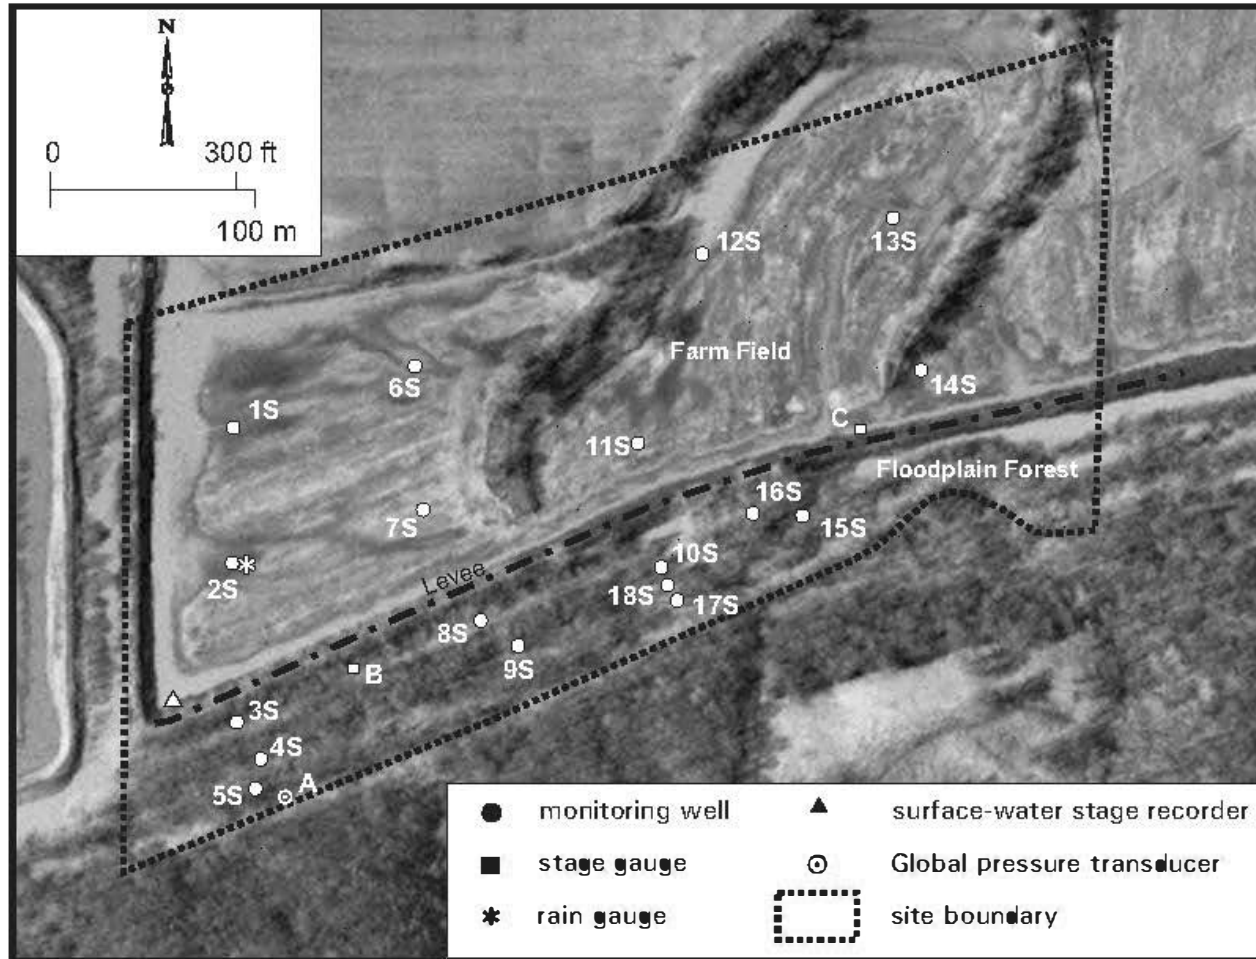 N
0 300 ft
100 m
12S
13S
Farm Field
6S
14S
1S
C
11S
Floodplain Forest
16S
7S
15S
10S
2S
Levee
18S
17S
8S
9S
B
3S
4S
A
5S
monitoring well
surface-water stage recorder
stage gauge
Global pressure transducer
rain gauge
site boundary